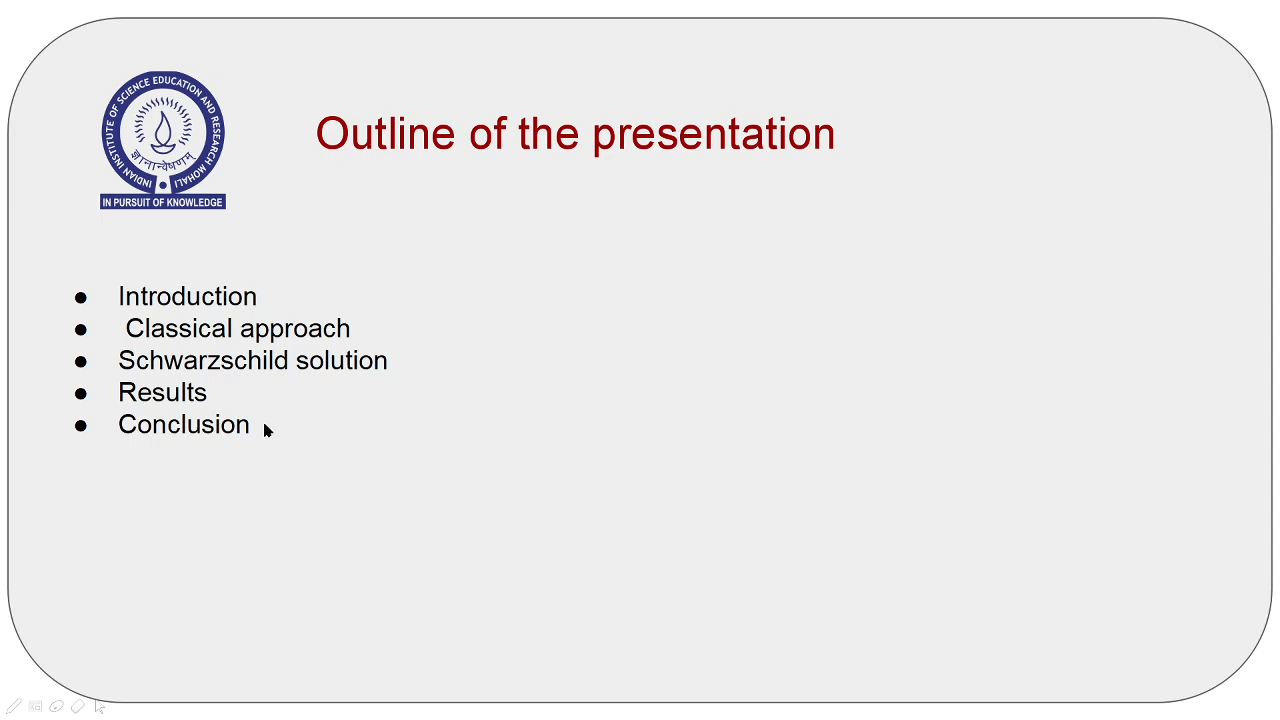 INDIAN INSTITUTE OF SCIENCE EDUCATION AND RESEARCH MOHALI
ज्ञानान्वेषणम्
IN PURSUIT OF KNOWLEDGE
Outline of the presentation
● Introduction
● Classical approach
● Schwarzschild solution
● Results
● Conclusion